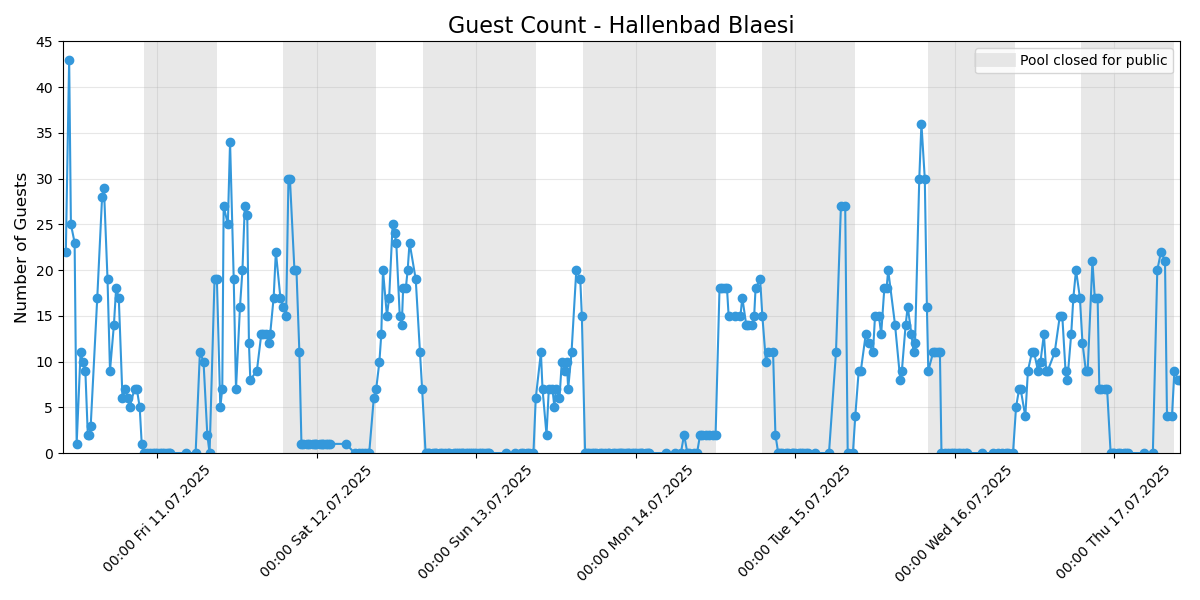 Guest Count - Hallenbad Blaesi
Pool closed for public
Number of Guests
45
40
35
30
25
20
15
10
5
0
00:00 Fri 11.07.2025
00:00 Sat 12.07.2025
00:00 Sun 13.07.2025
00:00 Mon 14.07.2025
00:00 Tue 15.07.2025
00:00 Wed 16.07.2025
00:00 Thu 17.07.2025